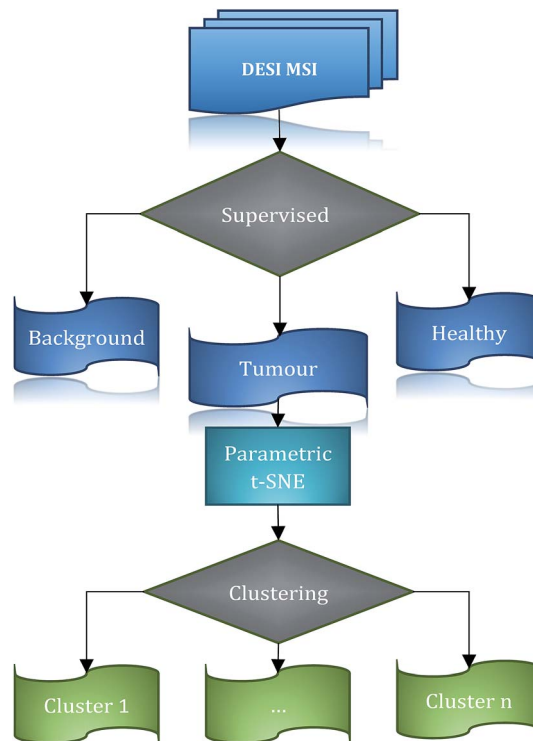 DESI MSI
Supervised
Background
Tumour
Healthy
Parametric
t-SNE
Clustering
Cluster 1
...
Cluster n